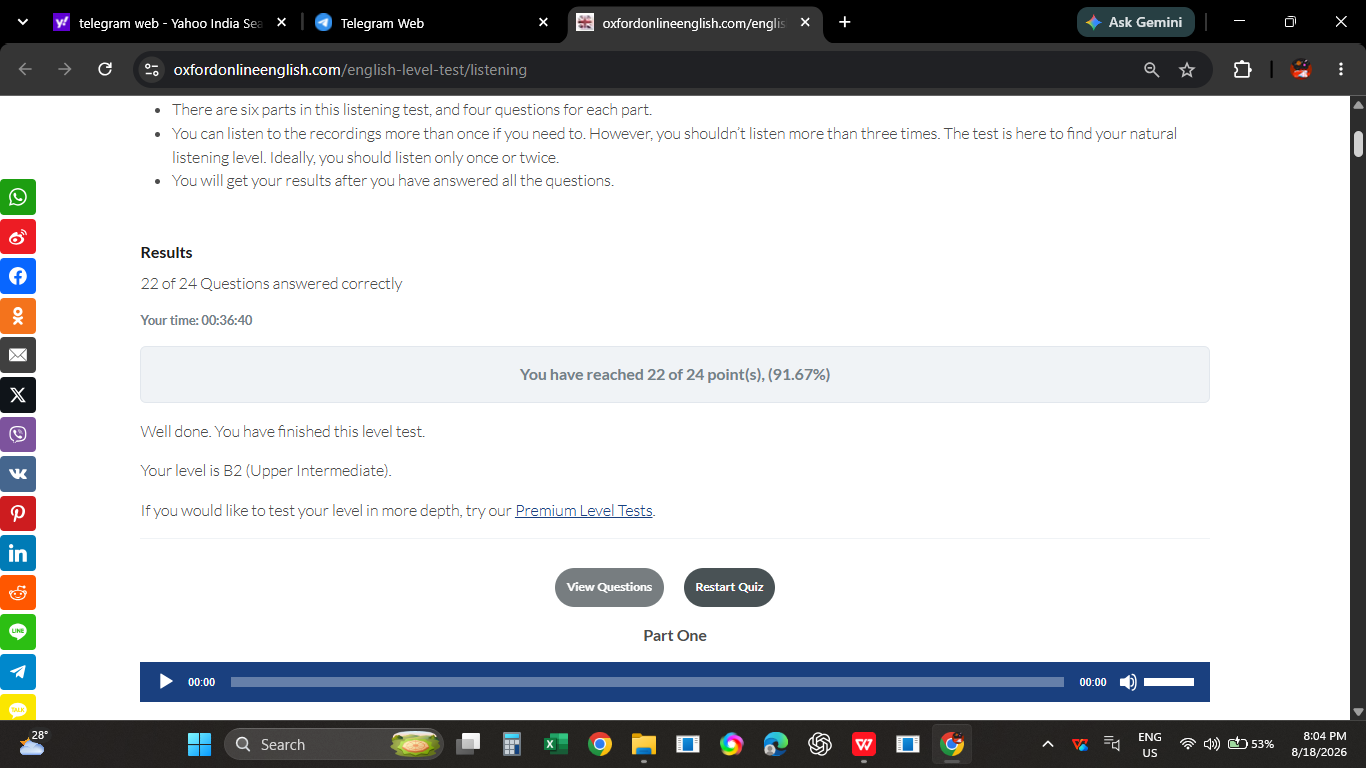 telegram web - Yahoo India Sea
Telegram Web
oxfordonlineenglish.com/englis
Ask Gemini
oxfordonlineenglish.com/english-level-test/listening
There are six parts in this listening test, and four questions for each part.
You can listen to the recordings more than once if you need to. However, you shouldn't listen more than three times. The test is here to find your natural
listening level. Ideally, you should listen only once or twice.
You will get your results after you have answered all the questions.
Results
22 of 24 Questions answered correctly
Your time: 00:36:40
You have reached 22 of 24 point(s), (91.67%)
Well done. You have finished this level test.
Your level is B2 (Upper Intermediate).
If you would like to test your level in more depth, try our Premium Level Tests.
View Questions
Restart Quiz
Part One
00:00
00:00
LINE
TALK
28°
Search
ENG
US
53%
8:04 PM
8/18/2026